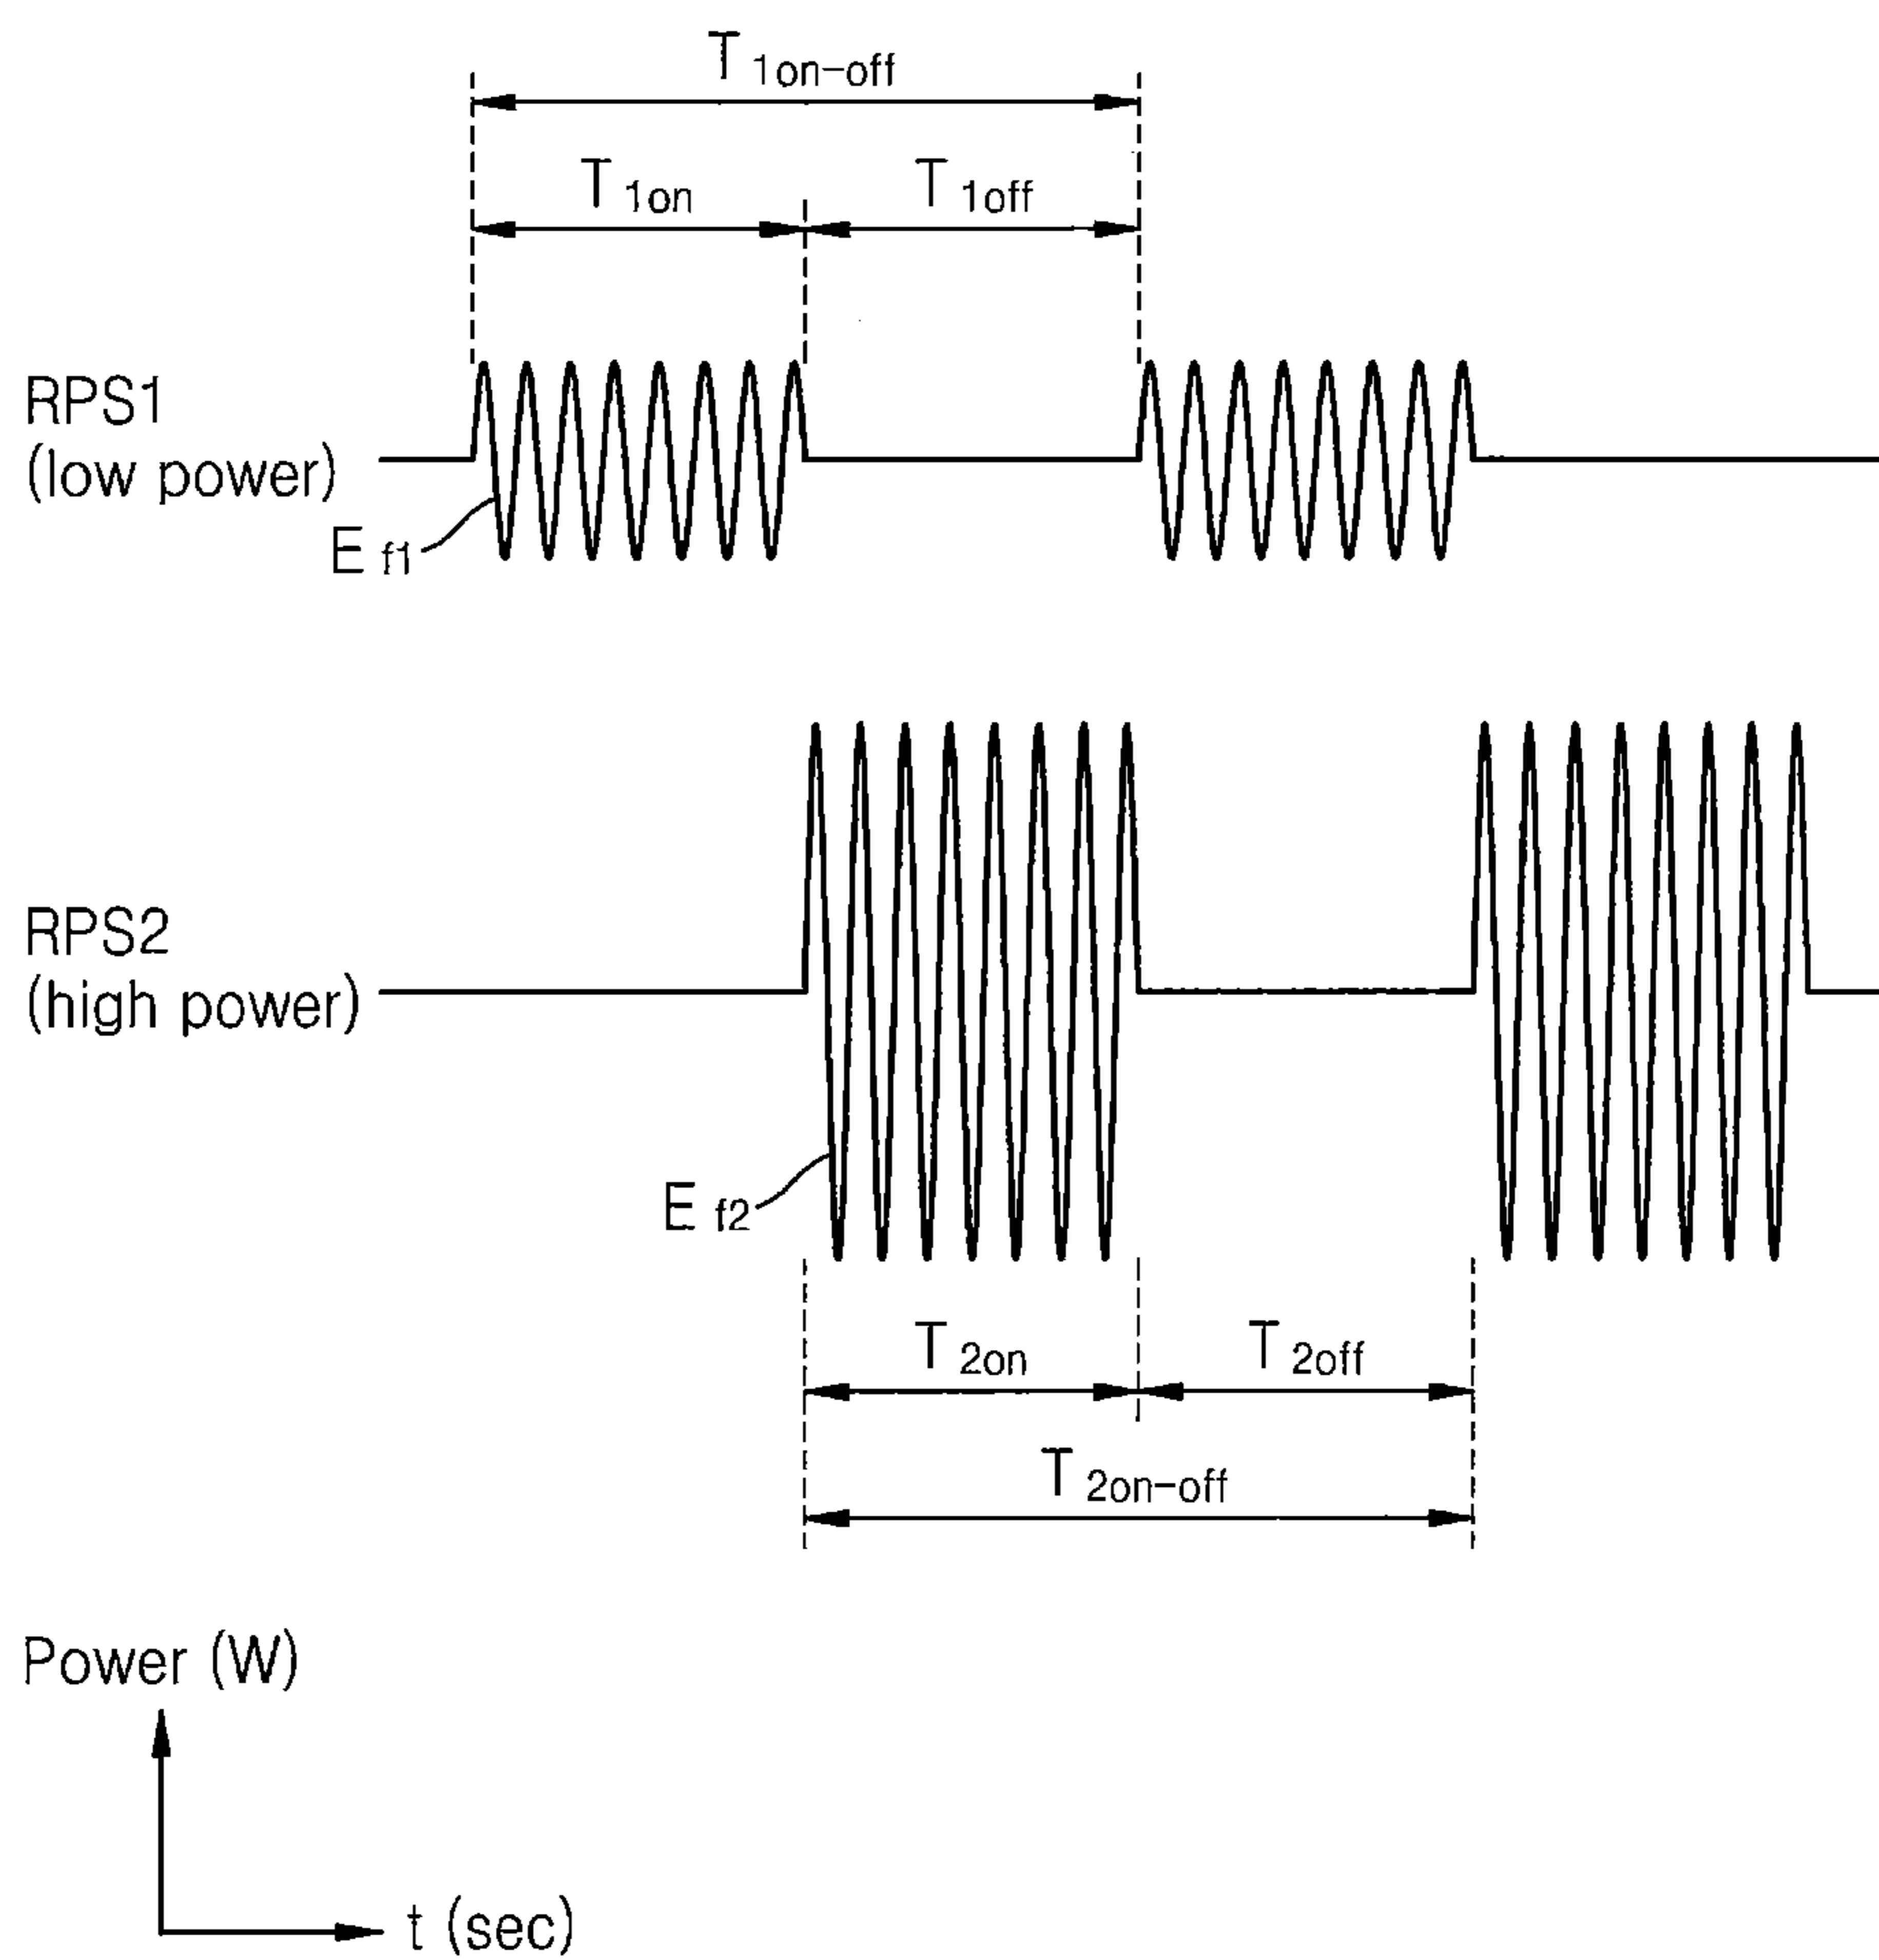 T 1on-off
T 1on
T 1off
RPS1
(low power)
E f1
RPS2
(high power)
E f2
T 2on
T 2off
T 2on-off
Power (W)
t (sec)